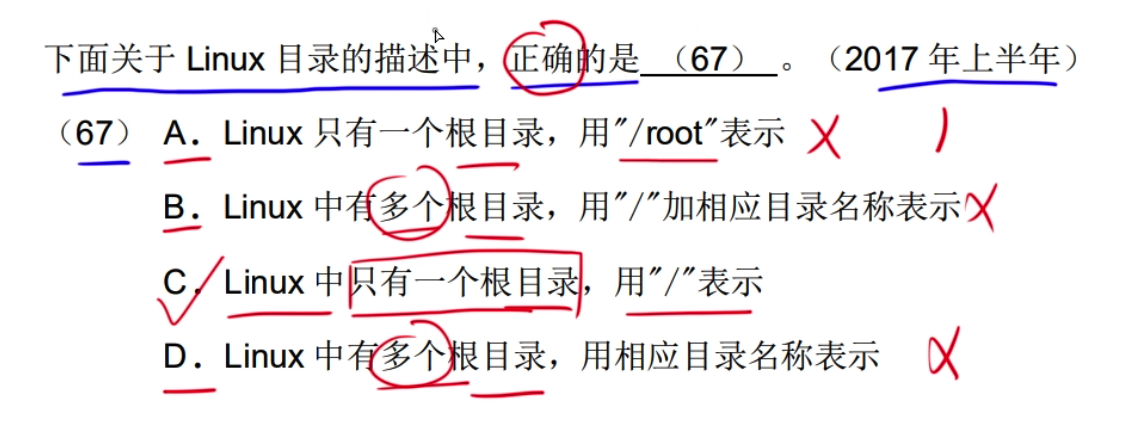 下面关于 Linux 目录的描述中，正确的是 （67） 。（2017 年上半年）
（67） A．Linux 只有一个根目录，用"/root"表示
B．Linux 中有多个根目录，用"/"加相应目录名称表示
C．Linux 中只有一个根目录，用"/"表示
D．Linux 中有多个根目录，用相应目录名称表示